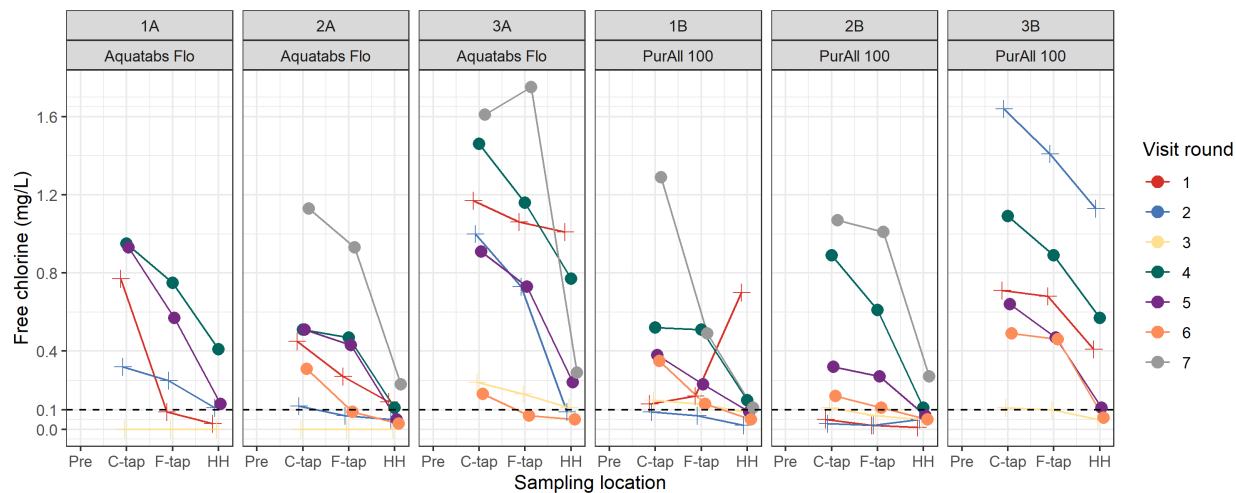 1A 2A 3A 1B 2B 3B
Aquatabs Flo Aquatabs Flo Aquatabs Flo PurAll 100 PurAll 100 PurAll 100
Free chlorine (mg/L)
1.6
1.2
0.8
0.4
0.1
0.0
Pre C-tap F-tap HH Pre C-tap F-tap HH Pre C-tap F-tap HH Pre C-tap F-tap HH Pre C-tap F-tap HH Pre C-tap F-tap HH
Sampling location
Visit round
1
2
3
4
5
6
7